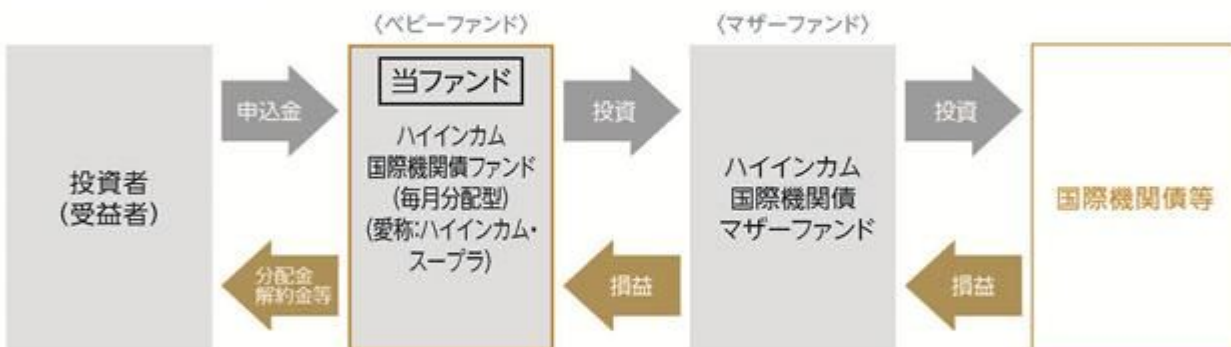 〈ベビーファンド〉
〈マザーファンド〉
投資者
(受益者)
申込金
分配金
解約金等
当ファンド
ハイインカム
国際機関債ファンド
(毎月分配型)
(愛称:ハイインカム・
スープラ)
投資
損益
ハイインカム
国際機関債
マザーファンド
投資
損益
国際機関債等